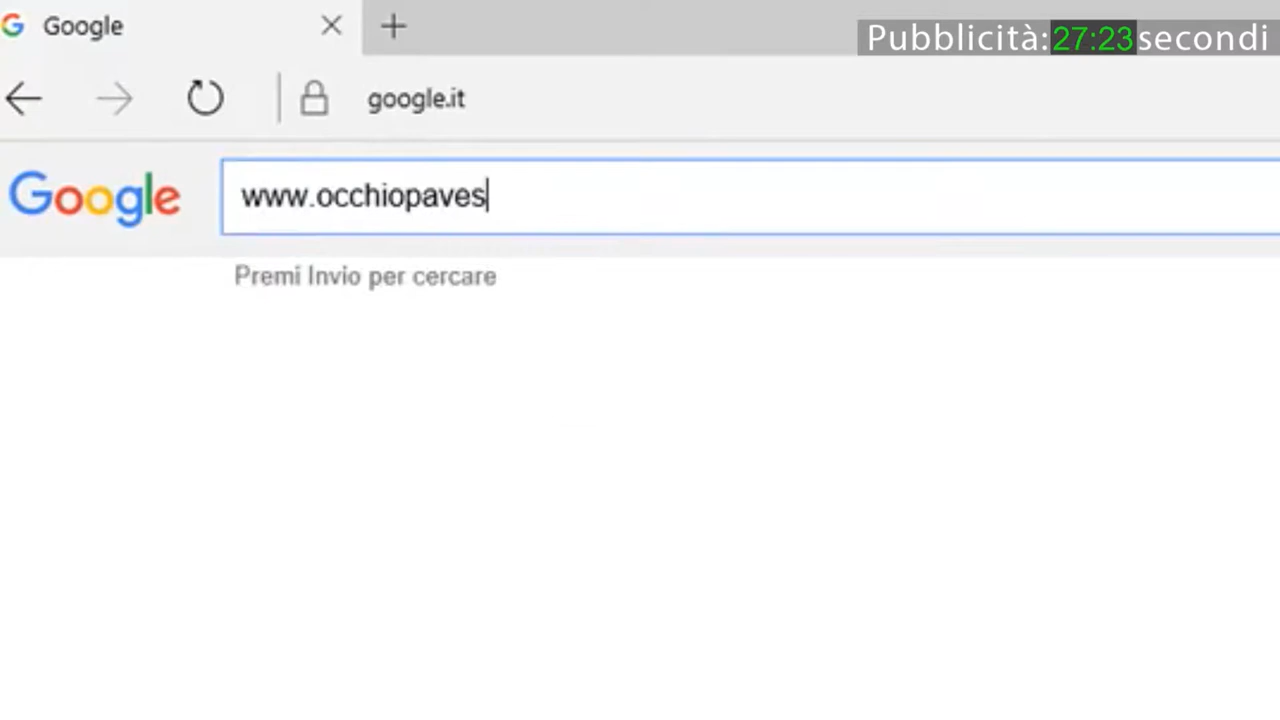 Google
Pubblicità:27:23secondi
google.it
Google
www.occhiopaves
Premi Invio per cercare